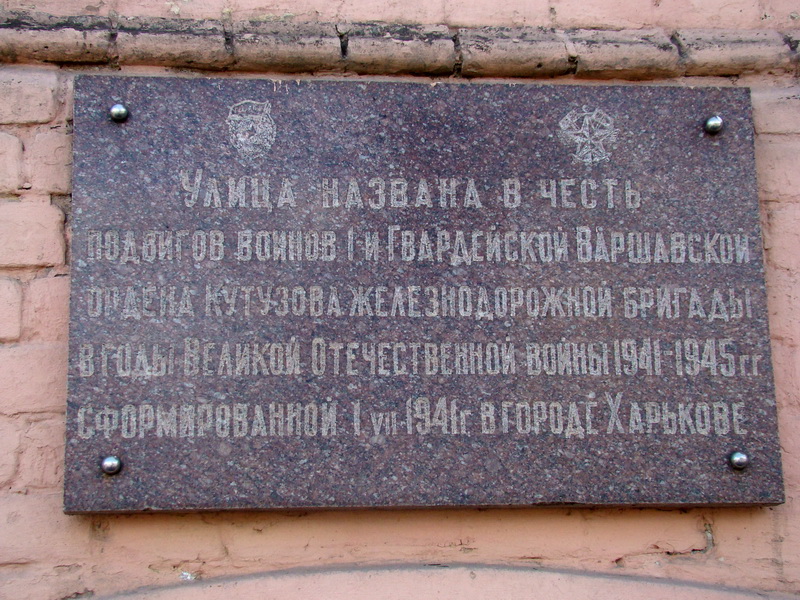 Улица названа в честь
подвигов воинов 1 й Гвардейской Варшавской
ордена Кутузова железнодорожной бригады
в годы Великой Отечественной войны 1941-1945 гг
сформированной 1 VII-1941г в городе Харькове